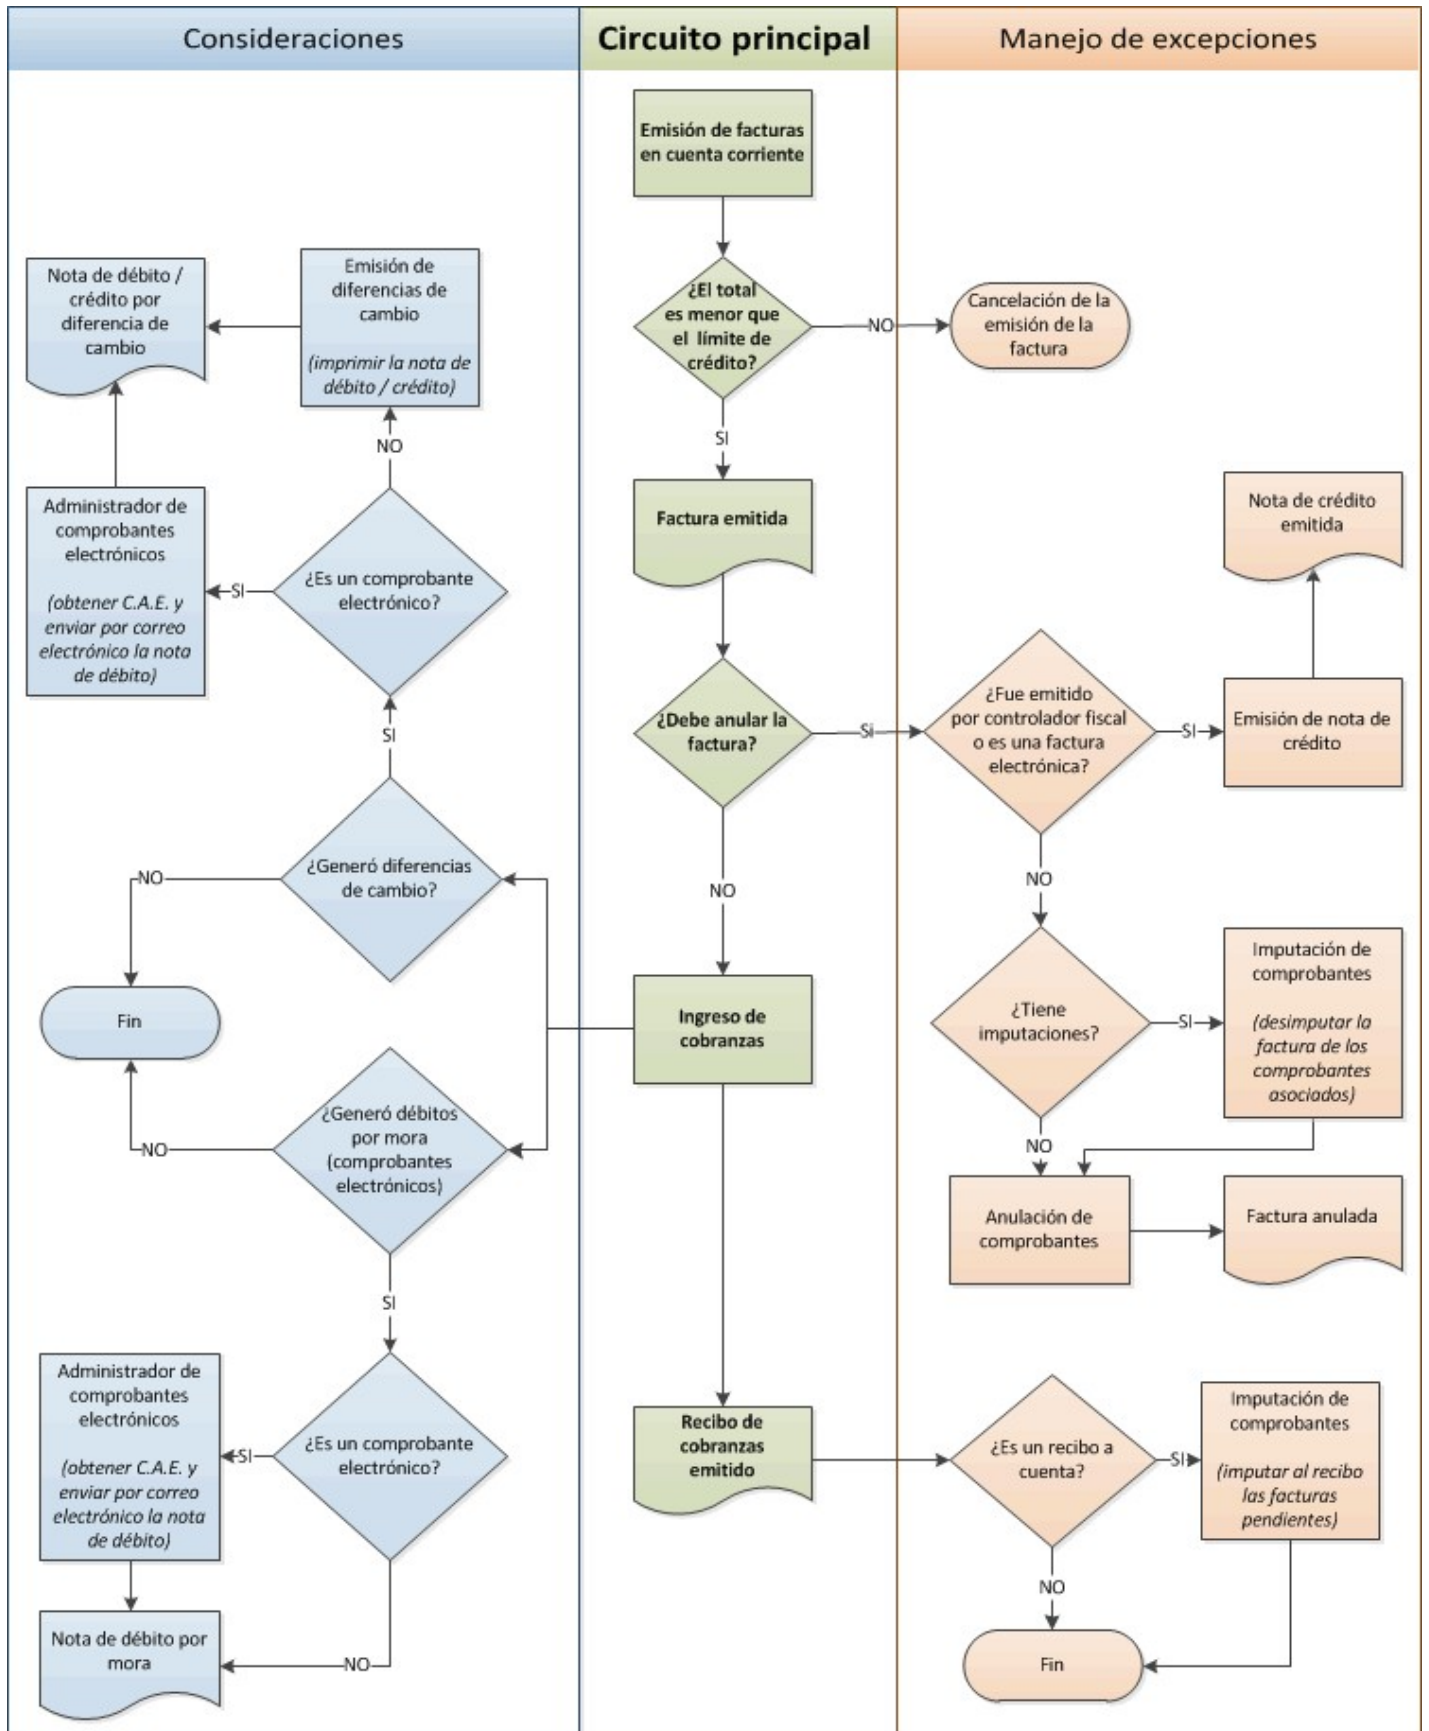 Consideraciones
Circuito principal
Manejo de excepciones
Emisión de facturas
en cuenta corriente
¿El total
es menor que
el límite de
crédito?
NO
Cancelación de la
emisión de la
factura
SI
Factura emitida
¿Debe anular la
factura?
Si
¿Fue emitido
por controlador fiscal
o es una factura
electrónica?
SI
Emisión de nota de
crédito
Nota de crédito
emitida
NO
¿Tiene
imputaciones?
SI
Imputación de
comprobantes
(desimputar la
factura de los
comprobantes
asociados)
NO
Anulación de
comprobantes
Factura anulada
NO
Ingreso de
cobranzas
Recibo de
cobranzas
emitido
¿Es un recibo a
cuenta?
SI
Imputación de
comprobantes
(imputar al recibo
las facturas
pendientes)
NO
Fin
Nota de débito /
crédito por
diferencia de
cambio
Emisión de
diferencias de
cambio
(imprimir la nota de
débito / crédito)
NO
Administrador de
comprobantes
electrónicos
(obtener C.A.E. y
enviar por correo
electrónico la nota
de débito)
SI
¿Es un comprobante
electrónico?
SI
¿Generó diferencias
de cambio?
NO
Fin
NO
¿Generó débitos
por mora
(comprobantes
electrónicos)
SI
Administrador de
comprobantes
electrónicos
(obtener C.A.E. y
enviar por correo
electrónico la nota
de débito)
SI
¿Es un comprobante
electrónico?
Nota de débito por
mora
NO